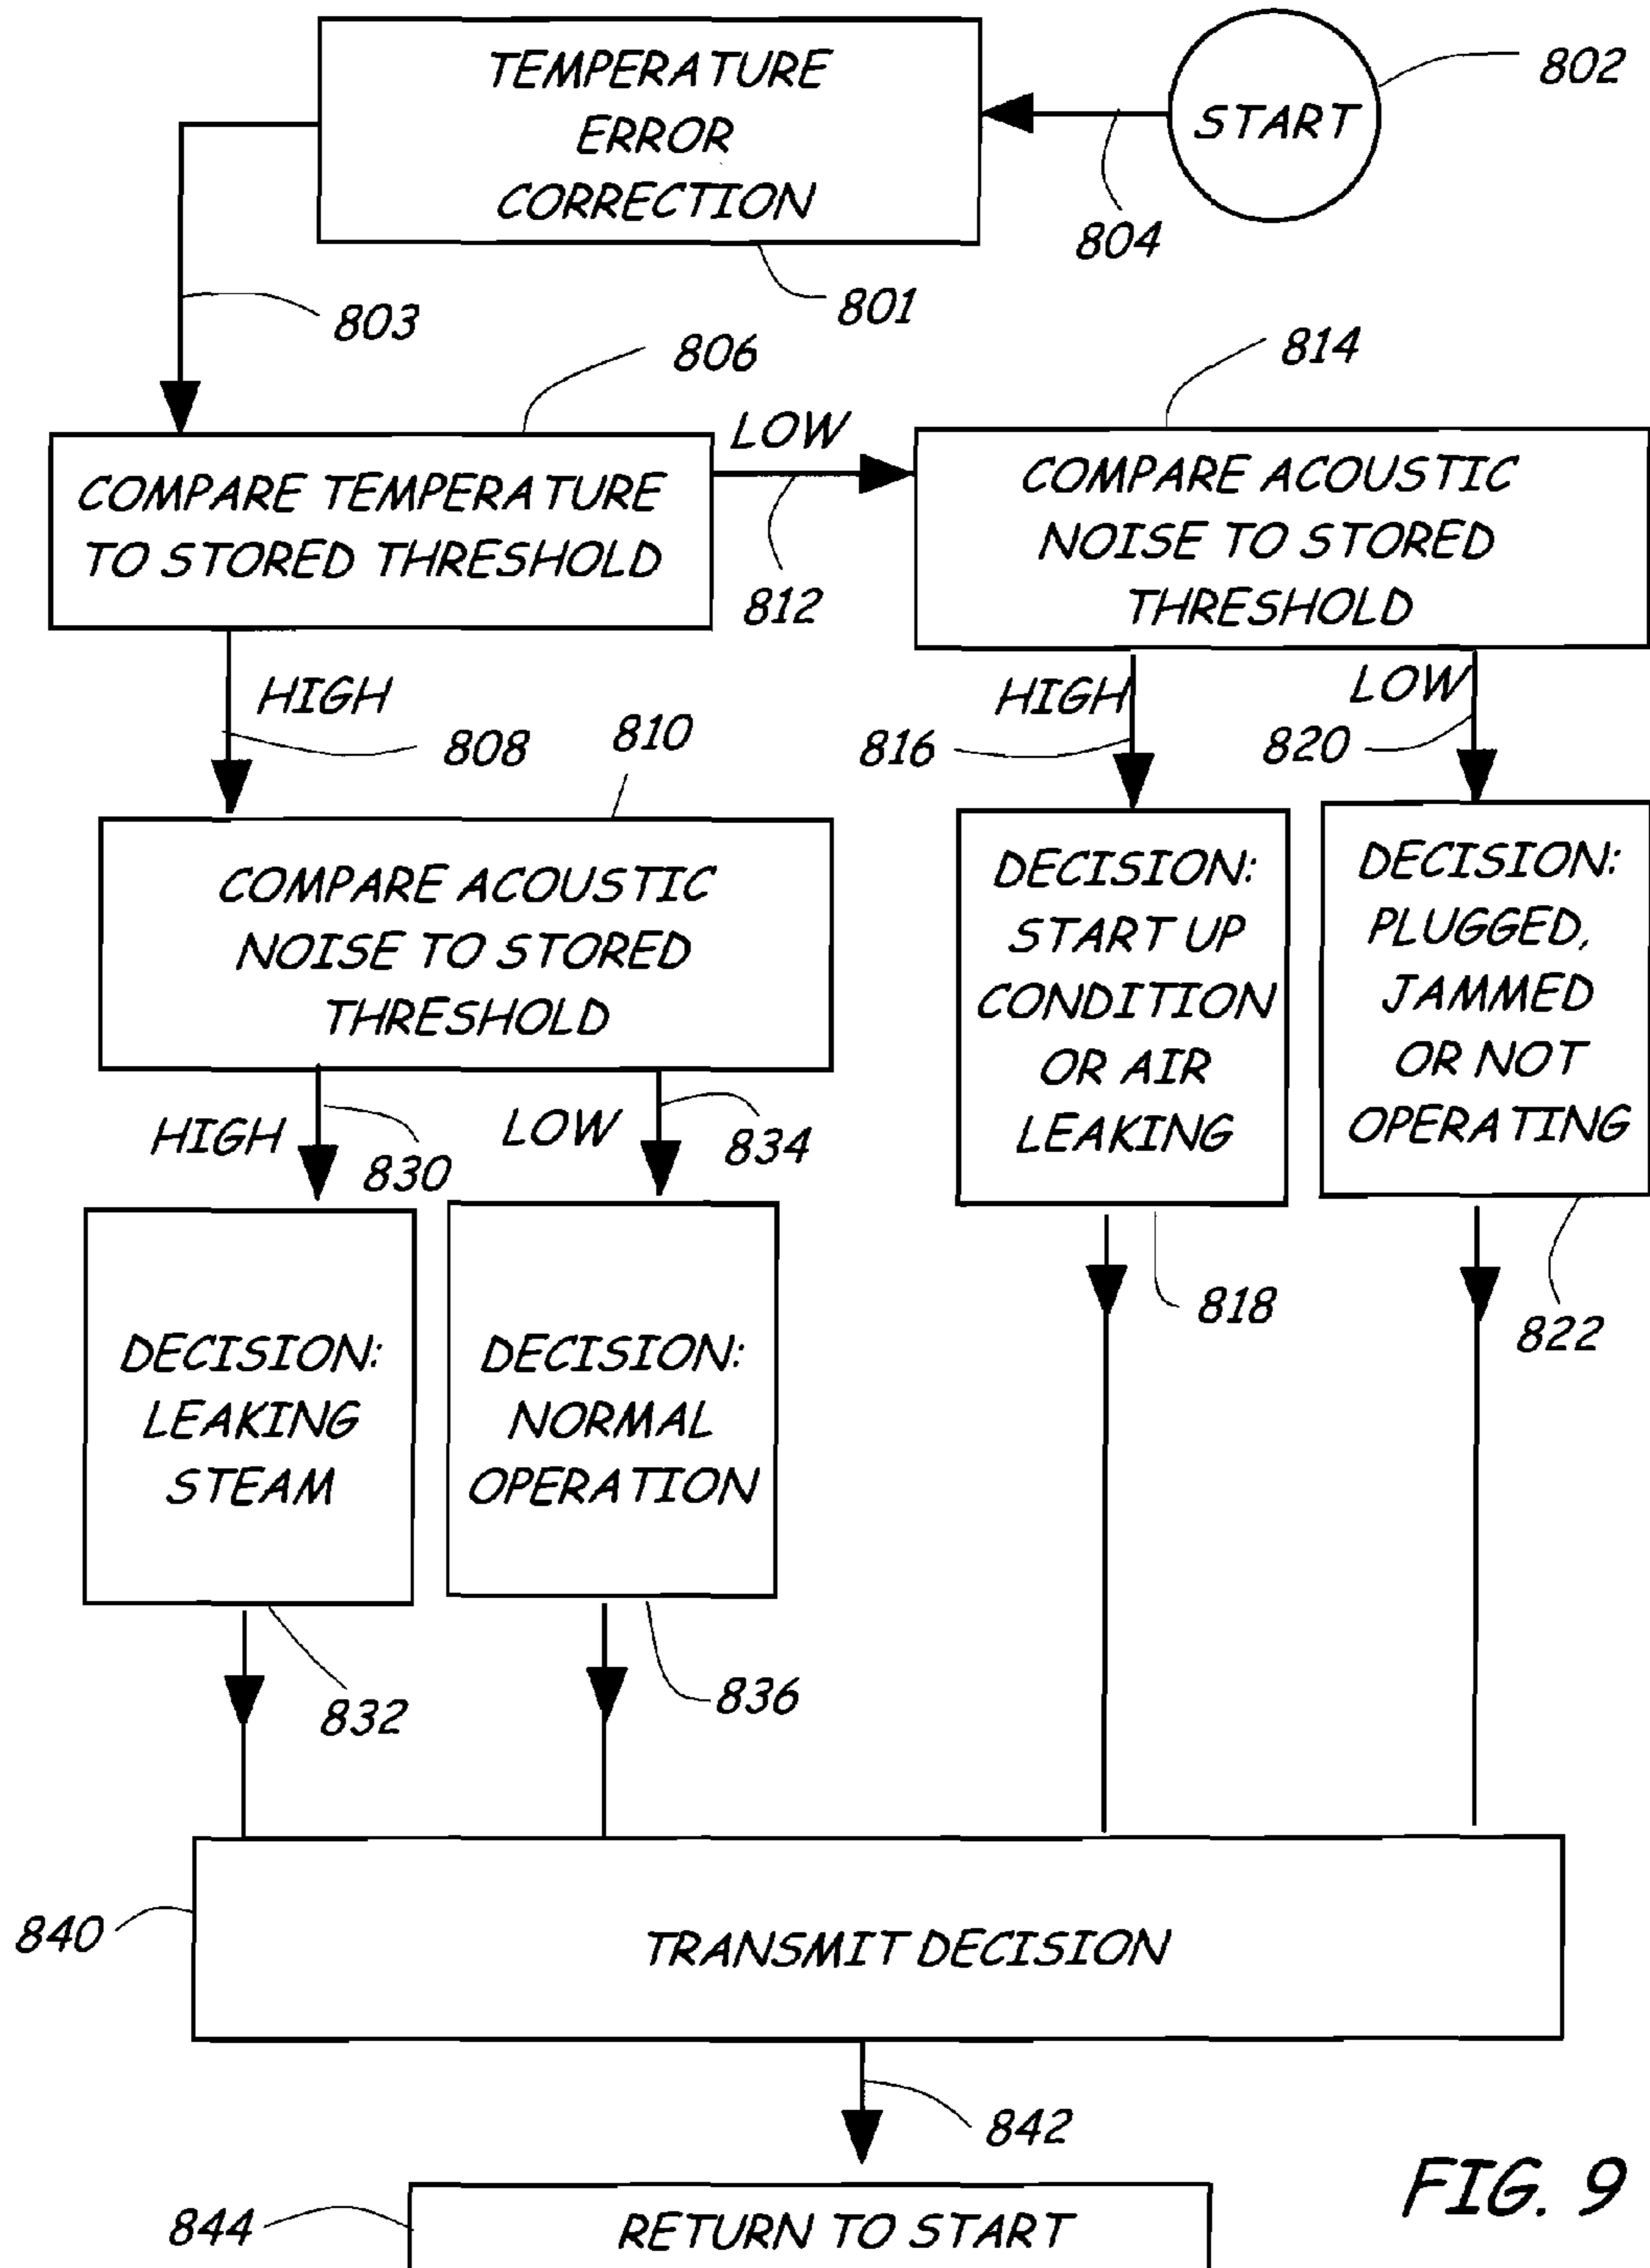 TEMPERATURE
ERROR
CORRECTION
START
802
804
801
803
806
814
COMPARE TEMPERATURE
TO STORED THRESHOLD
LOW
812
COMPARE ACOUSTIC
NOISE TO STORED
THRESHOLD
HIGH
808
810
HIGH
816
LOW
820
COMPARE ACOUSTIC
NOISE TO STORED
THRESHOLD
DECISION:
START UP
CONDITION
OR AIR
LEAKING
DECISION:
PLUGGED,
JAMMED
OR NOT
OPERATING
HIGH
830
LOW
834
818
822
DECISION:
LEAKING
STEAM
DECISION:
NORMAL
OPERATION
832
836
840
TRANSMIT DECISION
842
844
RETURN TO START
FIG. 9